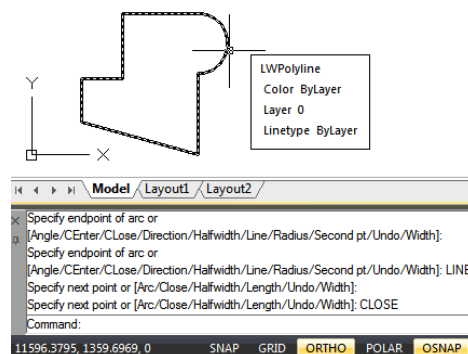 LWPolyline
Color ByLayer
Layer 0
Linetype ByLayer
Y
X
Model Layout1 Layout2
Specify endpoint of arc or
[Angle/CEnter/CLose/Direction/Halfwidth/Line/Radius/Second pt/Undo/Width]:
Specify endpoint of arc or
[Angle/CEnter/CLose/Direction/Halfwidth/Line/Radius/Second pt/Undo/Width]: LINE
Specify next point or [Arc/Close/Halfwidth/Length/Undo/Width]:
Specify next point or [Arc/Close/Halfwidth/Length/Undo/Width]: CLOSE
Command:
11596.3795, 1359.6969, 0 SNAP GRID ORTHO POLAR OSNAP